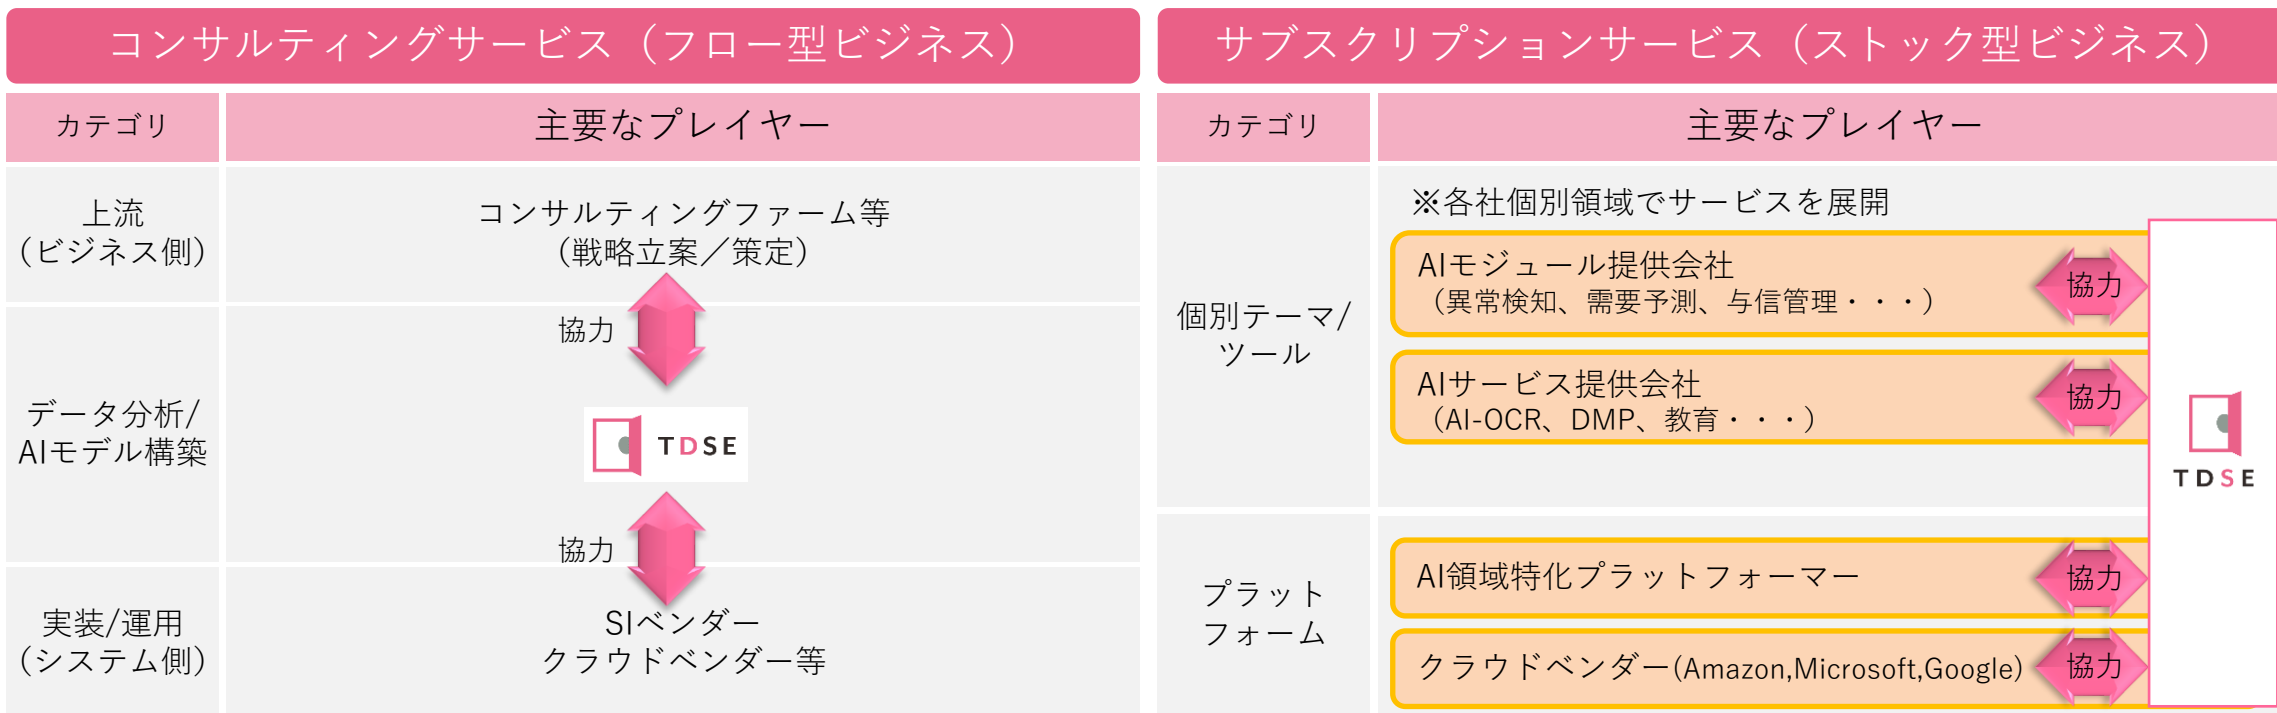 コンサルティングサービス（フロー型ビジネス）
カテゴリ
主要なプレイヤー
上流
（ビジネス側）
コンサルティングファーム等
（戦略立案／策定）
協力
データ分析/
AIモデル構築
TDSE
協力
実装/運用
（システム側）
SIベンダー
クラウドベンダー等
サブスクリプションサービス（ストック型ビジネス）
カテゴリ
主要なプレイヤー
個別テーマ/
ツール
※各社個別領域でサービスを展開
AIモジュール提供会社
（異常検知、需要予測、与信管理・・・）
協力
AIサービス提供会社
（AI-OCR、DMP、教育・・・）
協力
TDSE
プラット
フォーム
AI領域特化プラットフォーマー
協力
クラウドベンダー(Amazon,Microsoft,Google)
協力